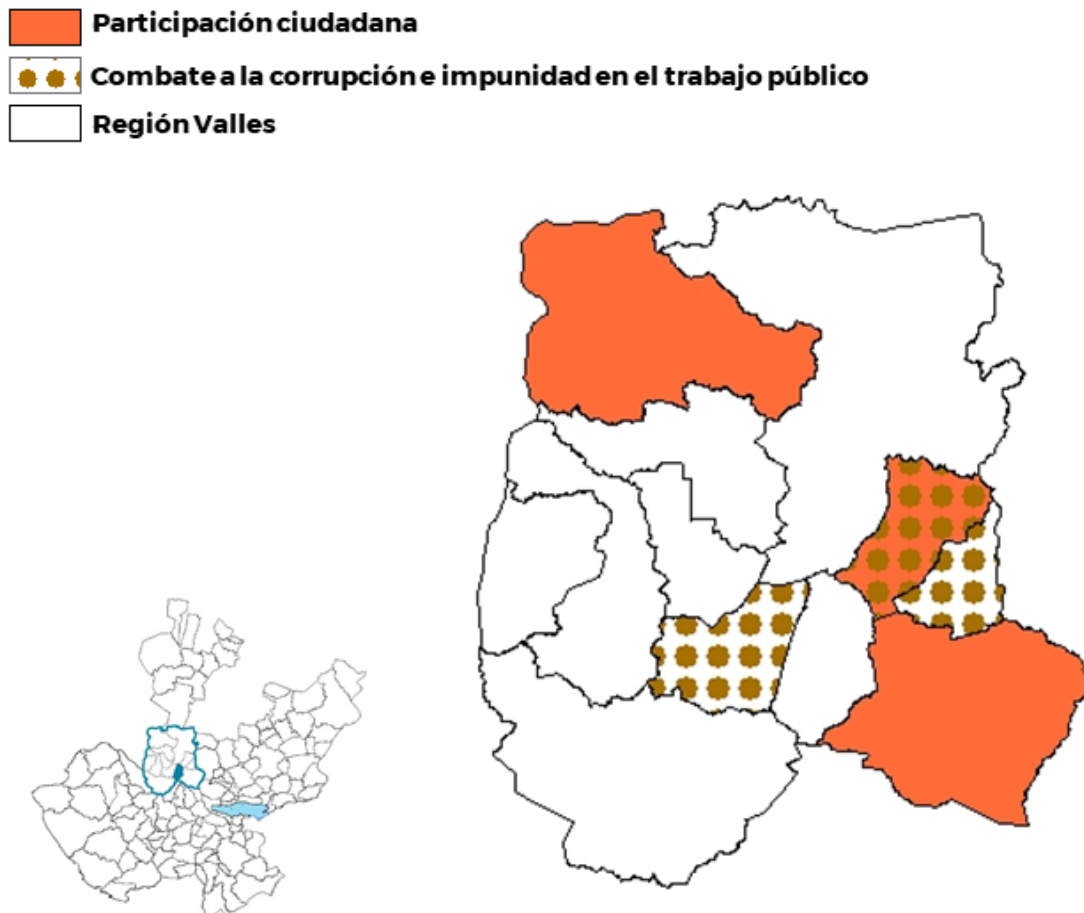 Participación ciudadana
Combate a la corrupción e impunidad en el trabajo público
Región Valles